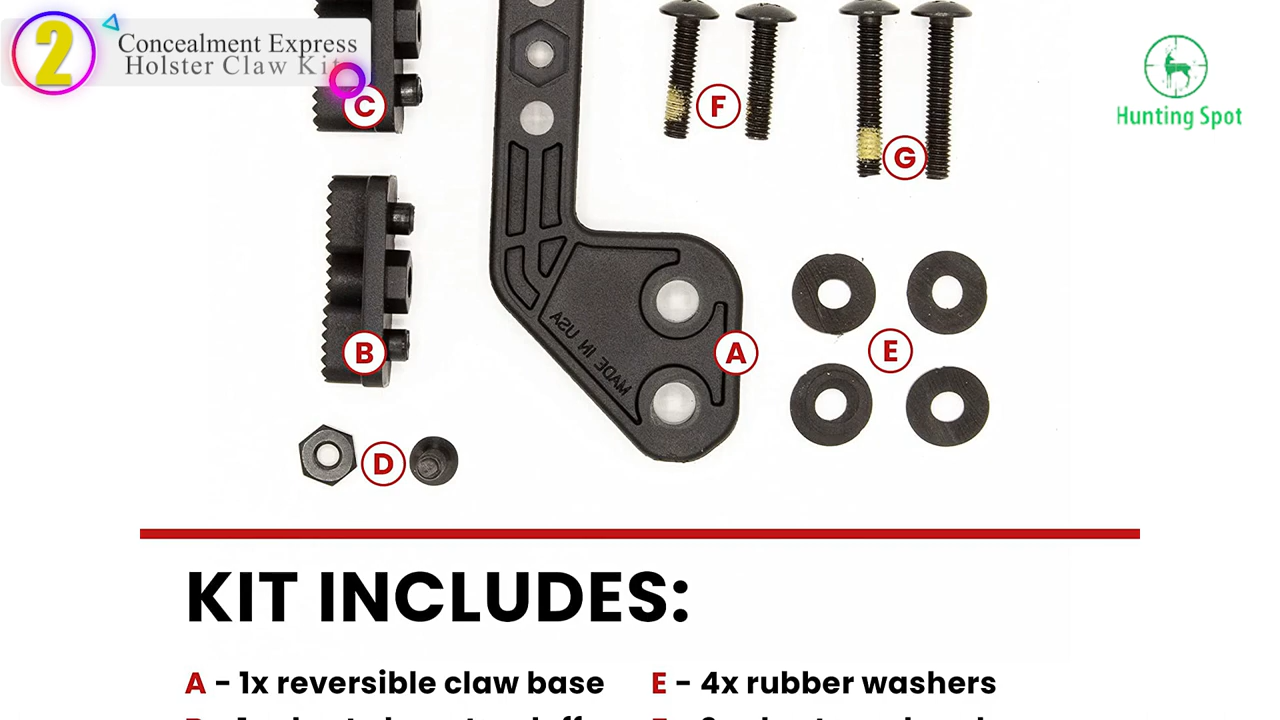 2
Concealment Express
Holster Claw Kit
Hunting Spot
C
F
G
B
A
E
D
MADE IN USA
KIT INCLUDES:
A - 1x reversible claw base
E - 4x rubber washers